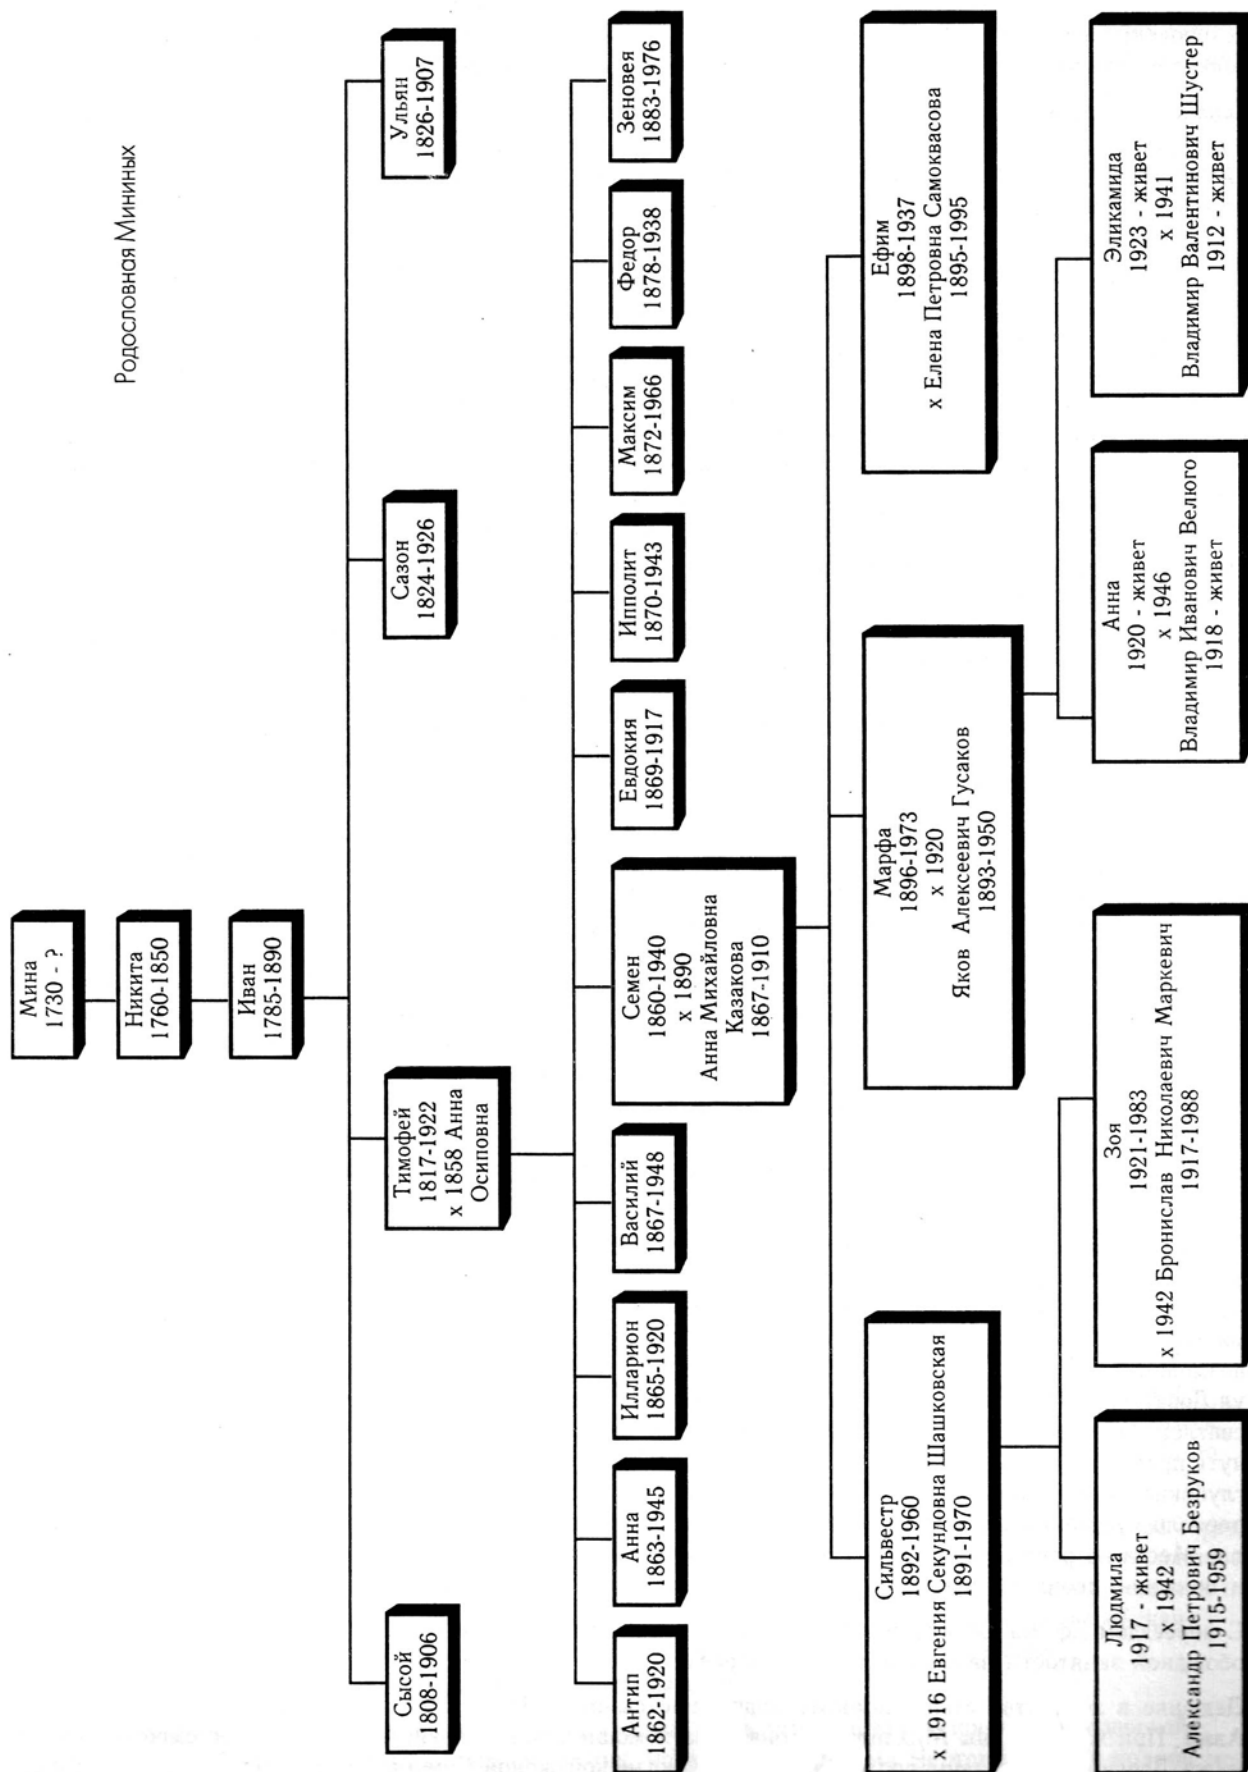 Родословная Мининых
Мина
1730 - ?
Никита
1760-1850
Иван
1785-1890
Сысой
1808-1906
Тимофей
1817-1922
х 1858 Анна
Осиповна
Сазон
1824-1926
Ульян
1826-1907
Антип
1862-1920
Анна
1863-1945
Илларион
1865-1920
Василий
1867-1948
Семен
1860-1940
х 1890
Анна Михайловна
Казакова
1867-1910
Евдокия
1869-1917
Ипполит
1870-1943
Максим
1872-1966
Федор
1878-1938
Зеновея
1883-1976
Сильвестр
1892-1960
х 1916 Евгения Секундовна Шашковская
1891-1970
Марфа
1896-1973
х 1920
Яков Алексеевич Гусаков
1893-1950
Ефим
1898-1937
х Елена Петровна Самоквасова
1895-1995
Людмила
1917 - живет
х 1942
Александр Петрович Безруков
1915-1959
Зоя
1921-1983
х 1942 Бронислав Николаевич Маркевич
1917-1988
Анна
1920 - живет
х 1946
Владимир Иванович Велюго
1918 - живет
Эликамида
1923 - живет
х 1941
Владимир Валентинович Шустер
1912 - живет